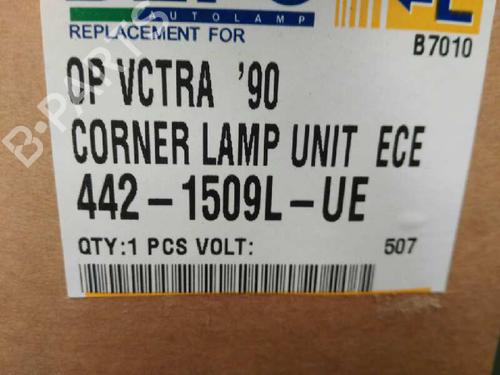 AUTOLAMP
REPLACEMENT FOR
B7010
OP VCTRA '90
CORNER LAMP UNIT ECE
442-1509L-UE
QTY:1 PCS VOLT: 507
B-PARTS